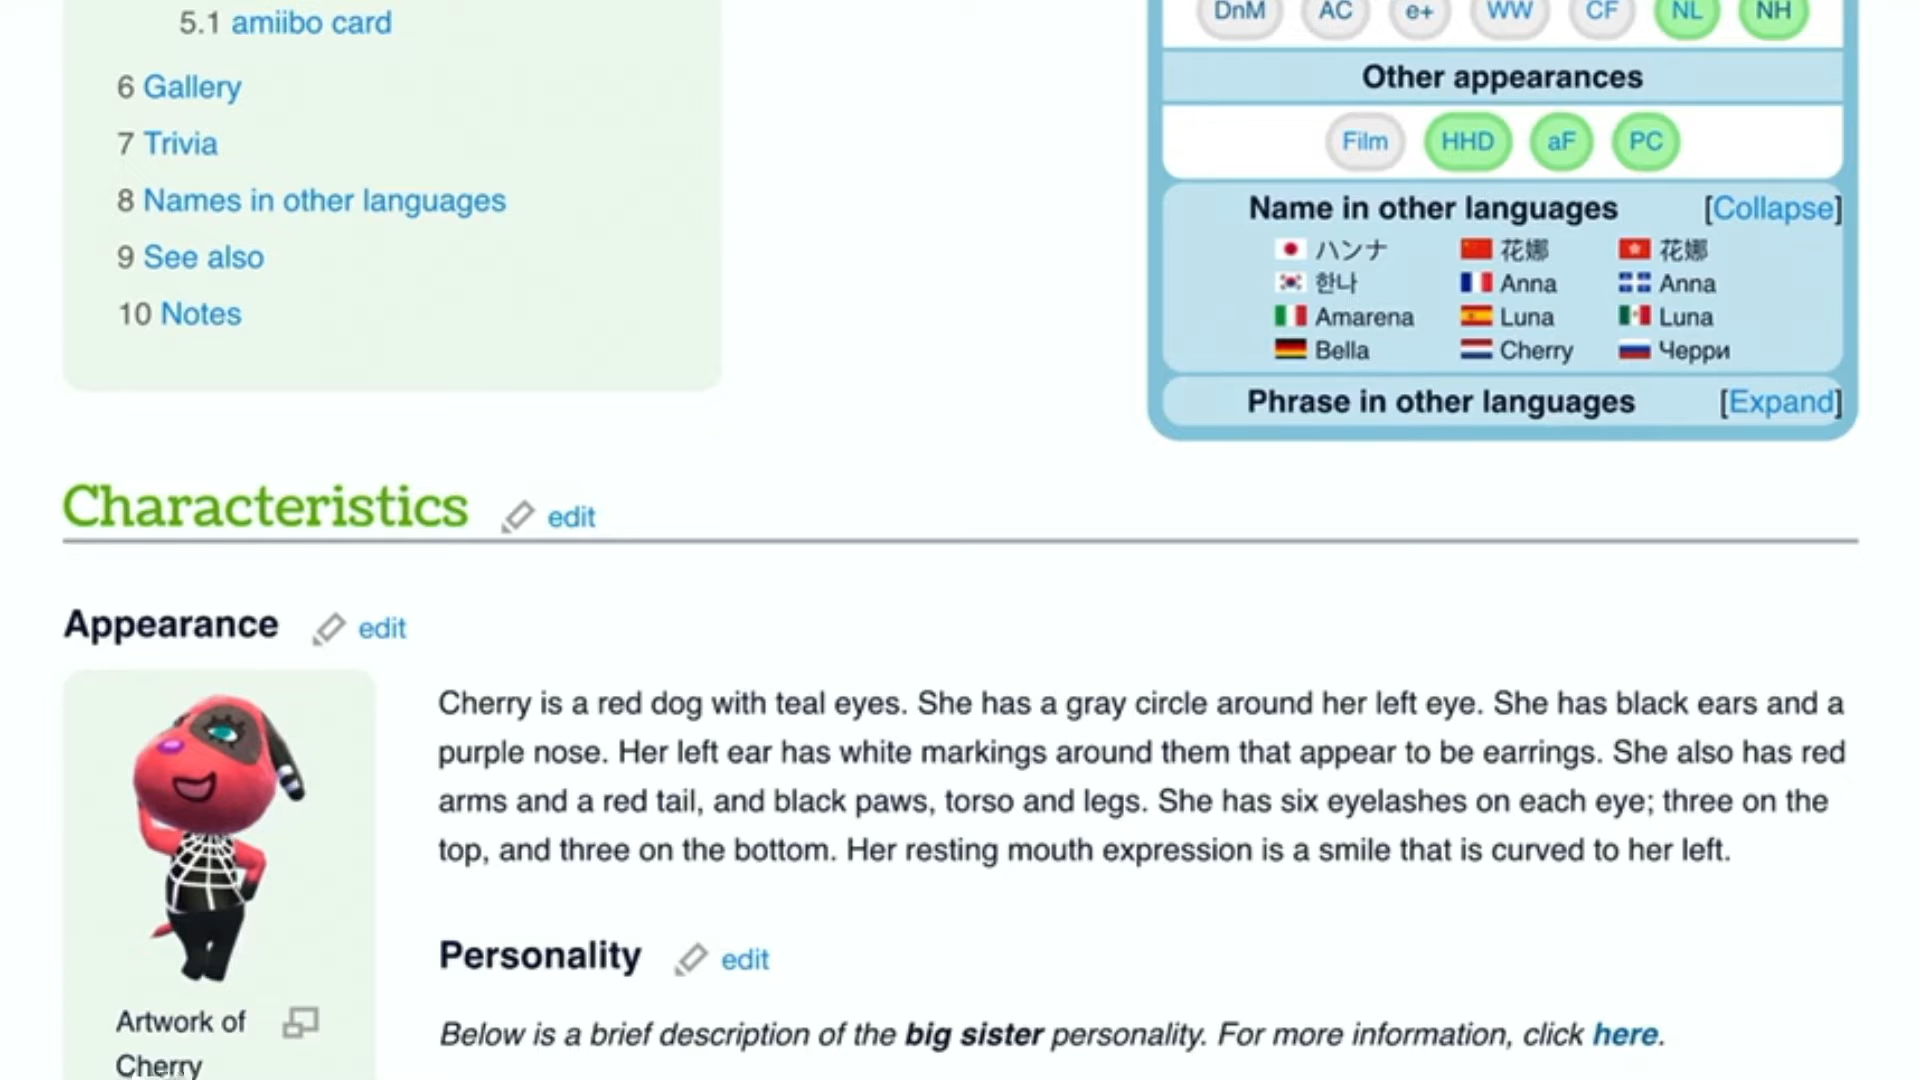 5.1 amiibo card
6 Gallery
7 Trivia
8 Names in other languages
9 See also
10 Notes
DnM AC e+ WW CF NL NH
Other appearances
Film HHD aF PC
Name in other languages [Collapse]
ハンナ 花娜 花娜
한나 Anna Anna
Amarena Luna Luna
Bella Cherry Черри
Phrase in other languages [Expand]
Characteristics edit
Appearance edit
Cherry is a red dog with teal eyes. She has a gray circle around her left eye. She has black ears and a
purple nose. Her left ear has white markings around them that appear to be earrings. She also has red
arms and a red tail, and black paws, torso and legs. She has six eyelashes on each eye; three on the
top, and three on the bottom. Her resting mouth expression is a smile that is curved to her left.
Artwork of
Cherry
Personality edit
Below is a brief description of the big sister personality. For more information, click here.